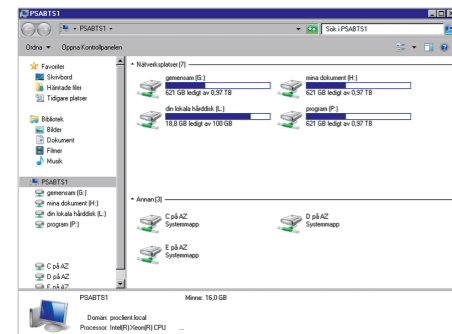 PSABTS1
PSABTS1
Sök i PSABTS1
Ordna
Öppna Kontrollpanelen
Favoriter
Skrivbord
Hämtade filer
Tidigare platser
Bibliotek
Bilder
Dokument
Filmer
Musik
PSABTS1
gemensam (G:)
mina dokument (H:)
din lokala hårddisk (L:)
program (P:)
C på AZ
D på AZ
E på AZ
Nätverksplatser (7)
gemensam (G:)
621 GB ledigt av 0,97 TB
mina dokument (H:)
621 GB ledigt av 0,97 TB
din lokala hårddisk (L:)
18,8 GB ledigt av 100 GB
program (P:)
621 GB ledigt av 0,97 TB
Annan (3)
C på AZ
Systemmapp
D på AZ
Systemmapp
E på AZ
Systemmapp
PSABTS1 Minne: 16,0 GB
Domän: proclient.local
Processor: Intel(R) Xeon(R) CPU ...